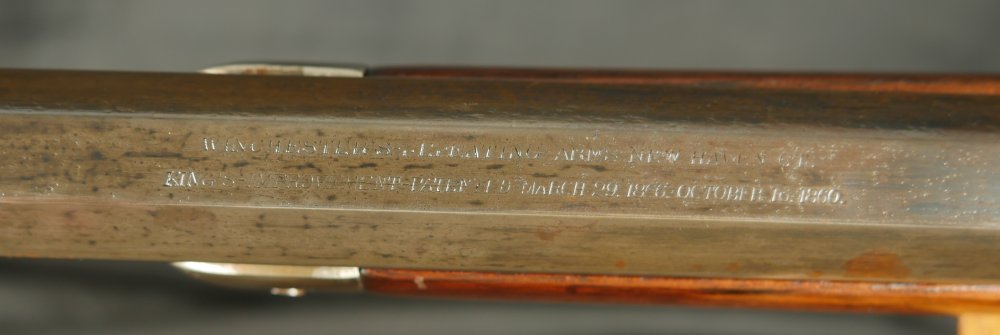 WINCHESTER'S-REPEATING-ARMS.NEW HAVEN.CT.
KING'S-IMPROVEMENT-PATENTED-MARCH 29.1866.OCTOBER 16.1860.